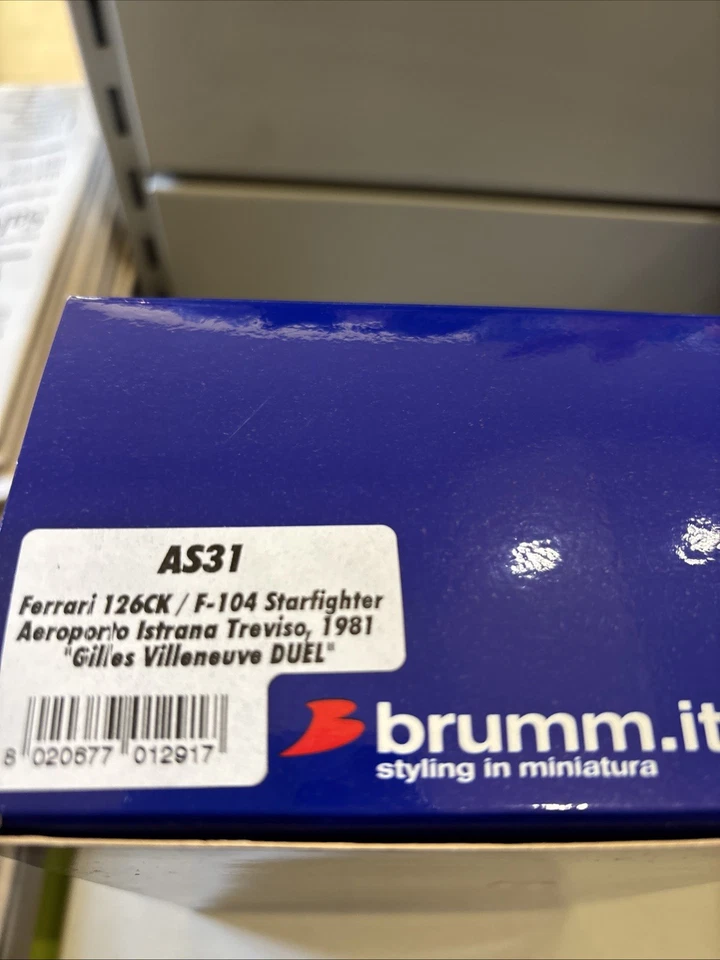 AS31
Ferrari 126CK / F-104 Starfighter
Aeroporto Istrana Treviso, 1981
"Gilles Villeneuve DUEL"
8 020677 012917
brumm.it
styling in miniatura